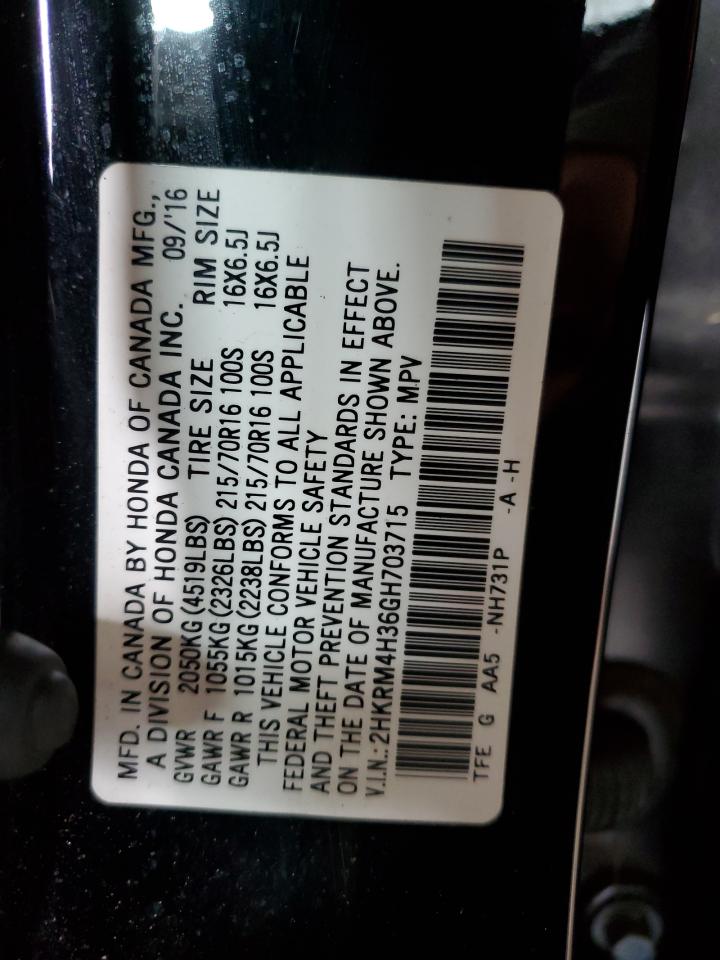 MFD. IN CANADA BY HONDA OF CANADA MFG.,
A DIVISION OF HONDA CANADA INC. 09/'16
GVWR 2050KG (4519LBS) TIRE SIZE RIM SIZE
GAWR F 1055KG (2326LBS) 215/70R16 100S 16X6.5J
GAWR R 1015KG (2238LBS) 215/70R16 100S 16X6.5J
THIS VEHICLE CONFORMS TO ALL APPLICABLE
FEDERAL MOTOR VEHICLE SAFETY
AND THEFT PREVENTION STANDARDS IN EFFECT
ON THE DATE OF MANUFACTURE SHOWN ABOVE.
V.I.N.: 2HKRM4H36GH703715 TYPE: MPV
TFE G AA5 -NH731P -A -H